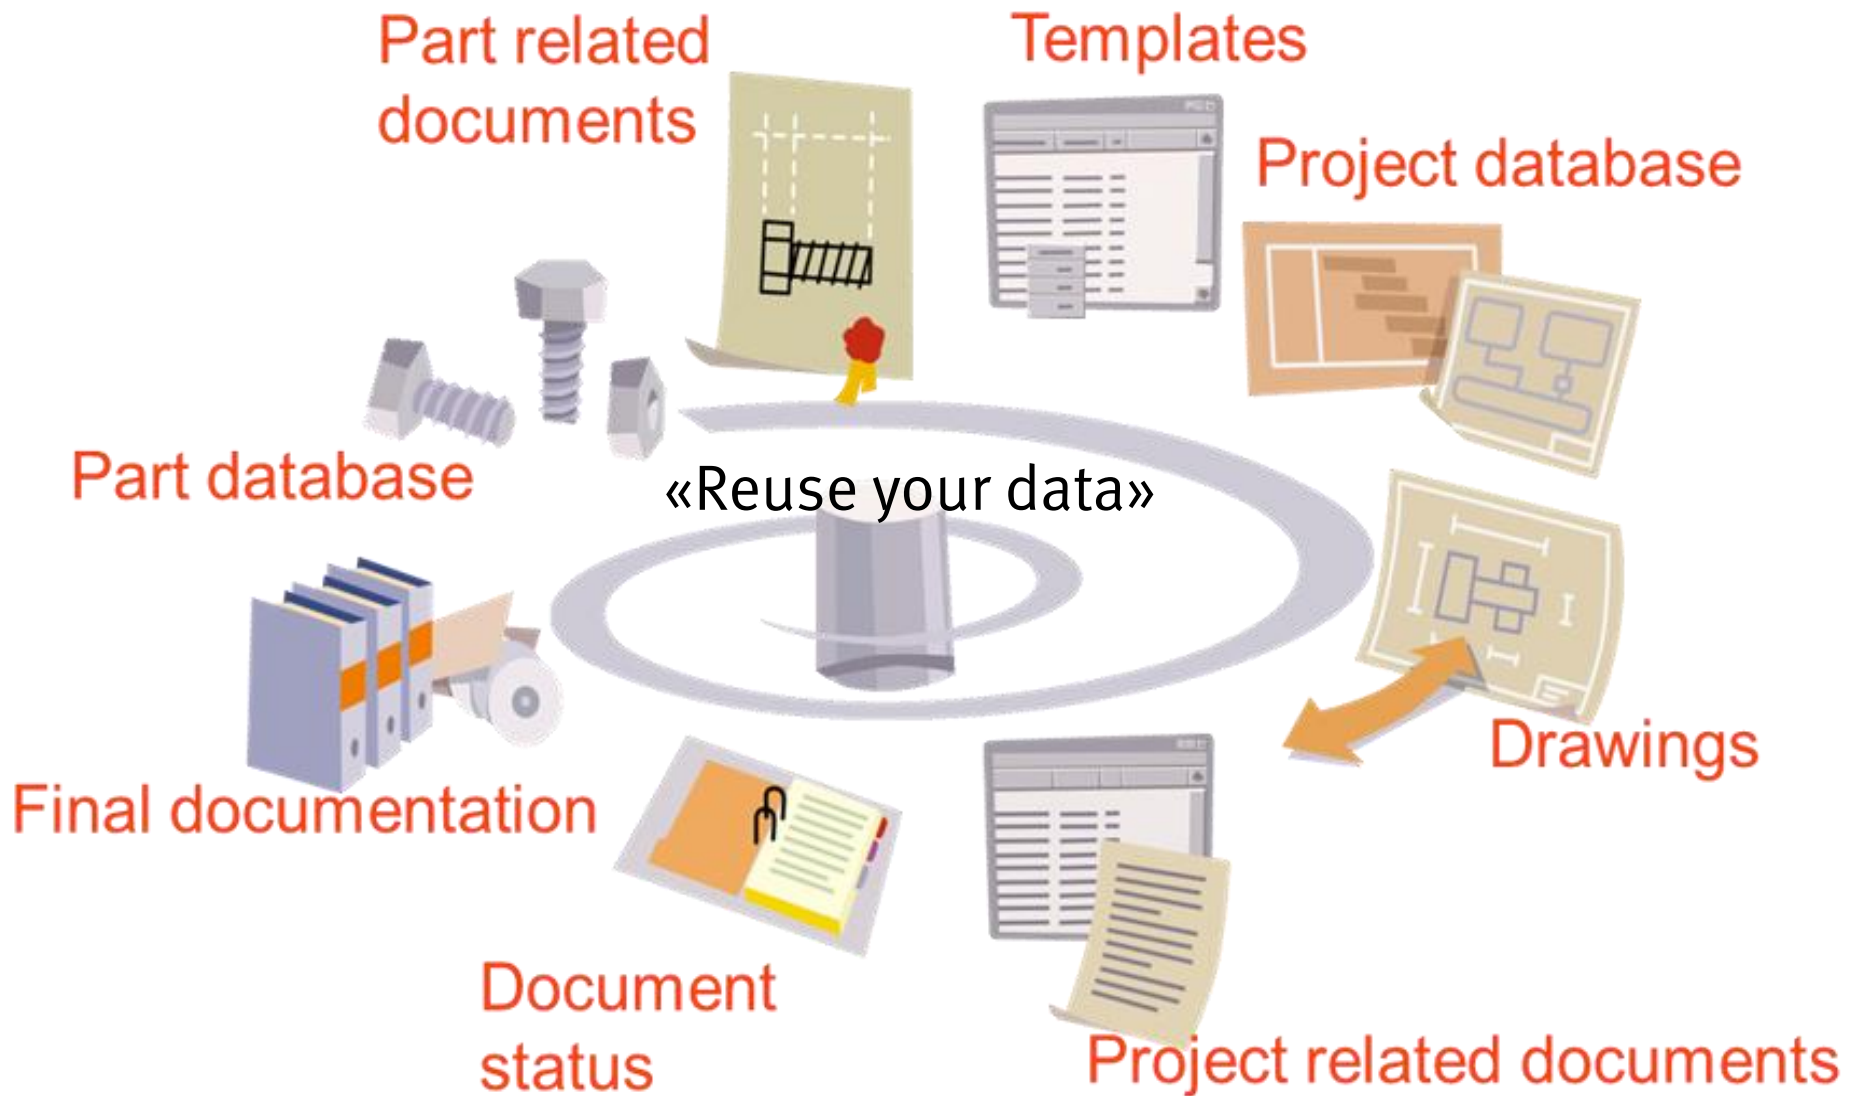 Part related
documents
Templates
Project database
Part database
«Reuse your data»
Drawings
Final documentation
Document
status
Project related documents